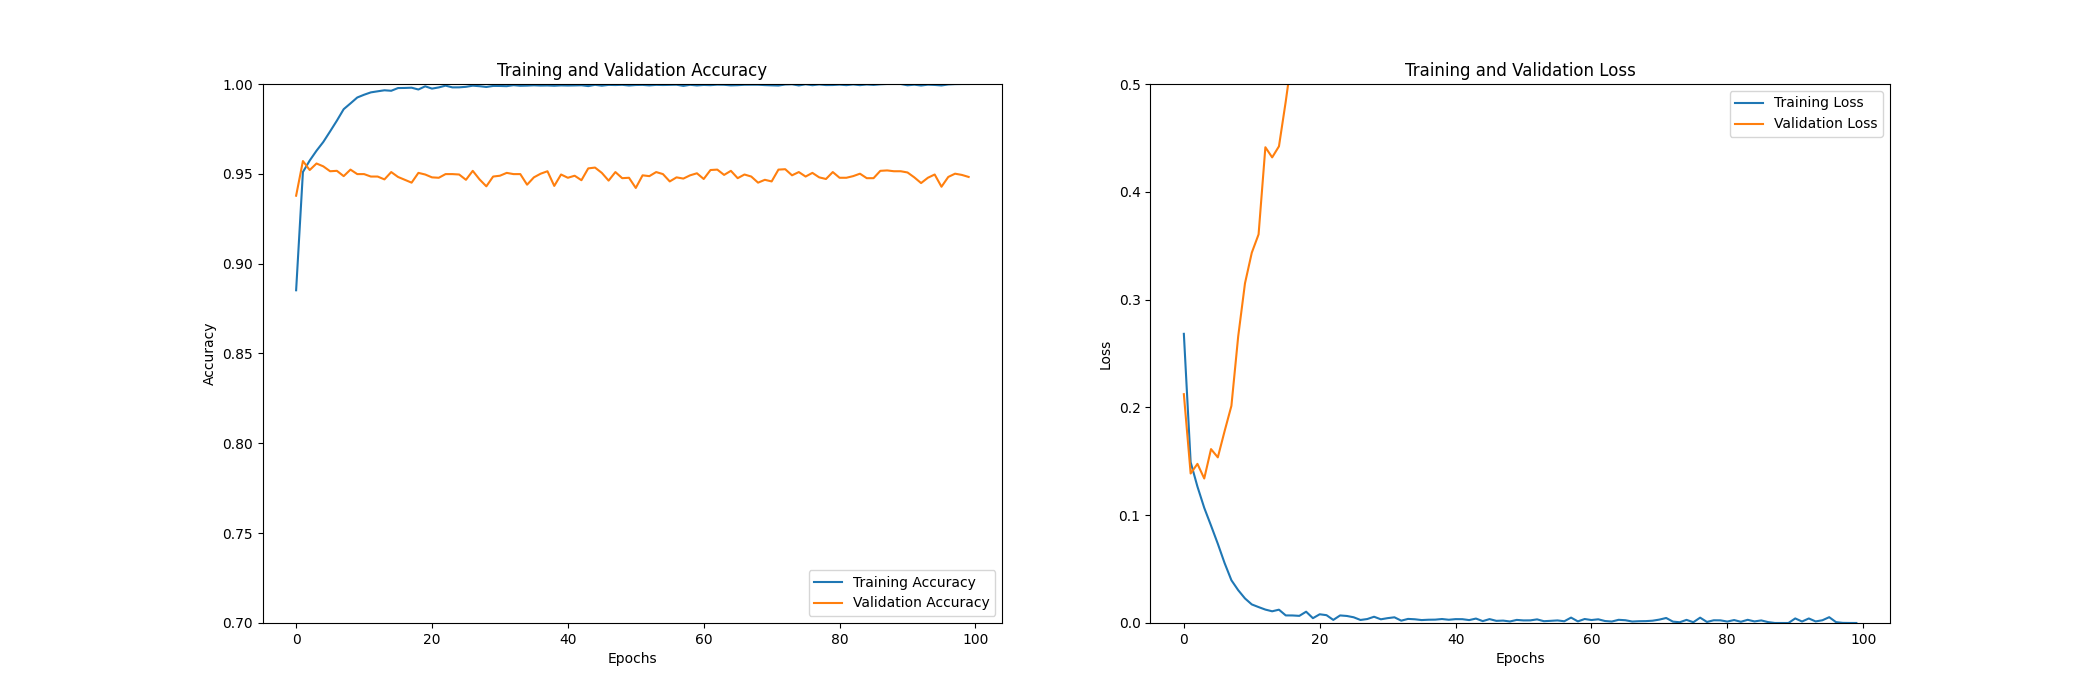 Training and Validation Accuracy
1.00
0.95
0.90
0.85
0.80
0.75
0.70
Accuracy
0
20
40
60
80
100
Epochs
Training Accuracy
Validation Accuracy
Training and Validation Loss
0.5
0.4
0.3
0.2
0.1
0.0
Loss
0
20
40
60
80
100
Epochs
Training Loss
Validation Loss